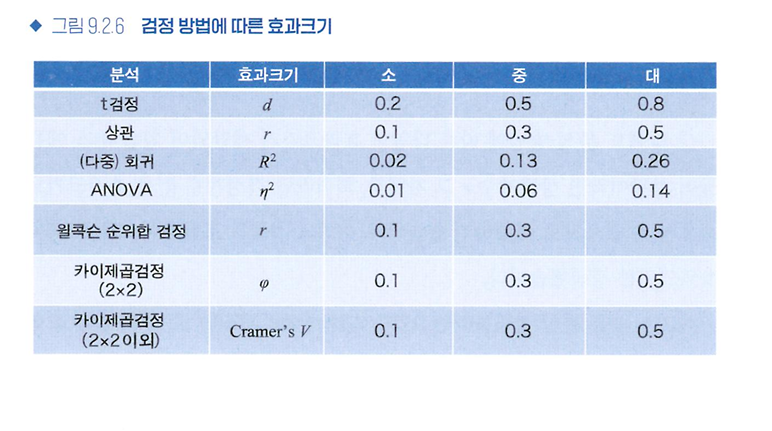 ◆ 그림 9.2.6 검정 방법에 따른 효과크기
분석 효과크기 소 중 대
t검정 d 0.2 0.5 0.8
상관 r 0.1 0.3 0.5
(다중) 회귀 R² 0.02 0.13 0.26
ANOVA η² 0.01 0.06 0.14
윌콕슨 순위합 검정 r 0.1 0.3 0.5
카이제곱검정
(2×2) φ 0.1 0.3 0.5
카이제곱검정
(2×2 이외) Cramer's V 0.1 0.3 0.5